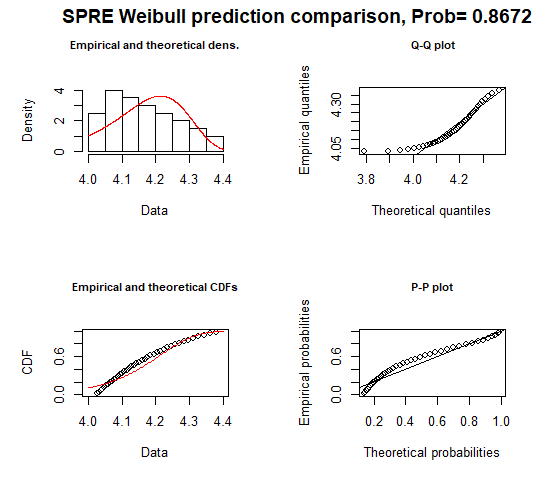 SPRE Weibull prediction comparison, Prob= 0.8672
Empirical and theoretical dens.
Density
0 2 4
4.0 4.1 4.2 4.3 4.4
Data
Q-Q plot
Empirical quantiles
4.05 4.30
3.8 4.0 4.2
Theoretical quantiles
Empirical and theoretical CDFs
CDF
0.0 0.6
4.0 4.1 4.2 4.3 4.4
Data
P-P plot
Empirical probabilities
0.0 0.6
0.2 0.4 0.6 0.8 1.0
Theoretical probabilities